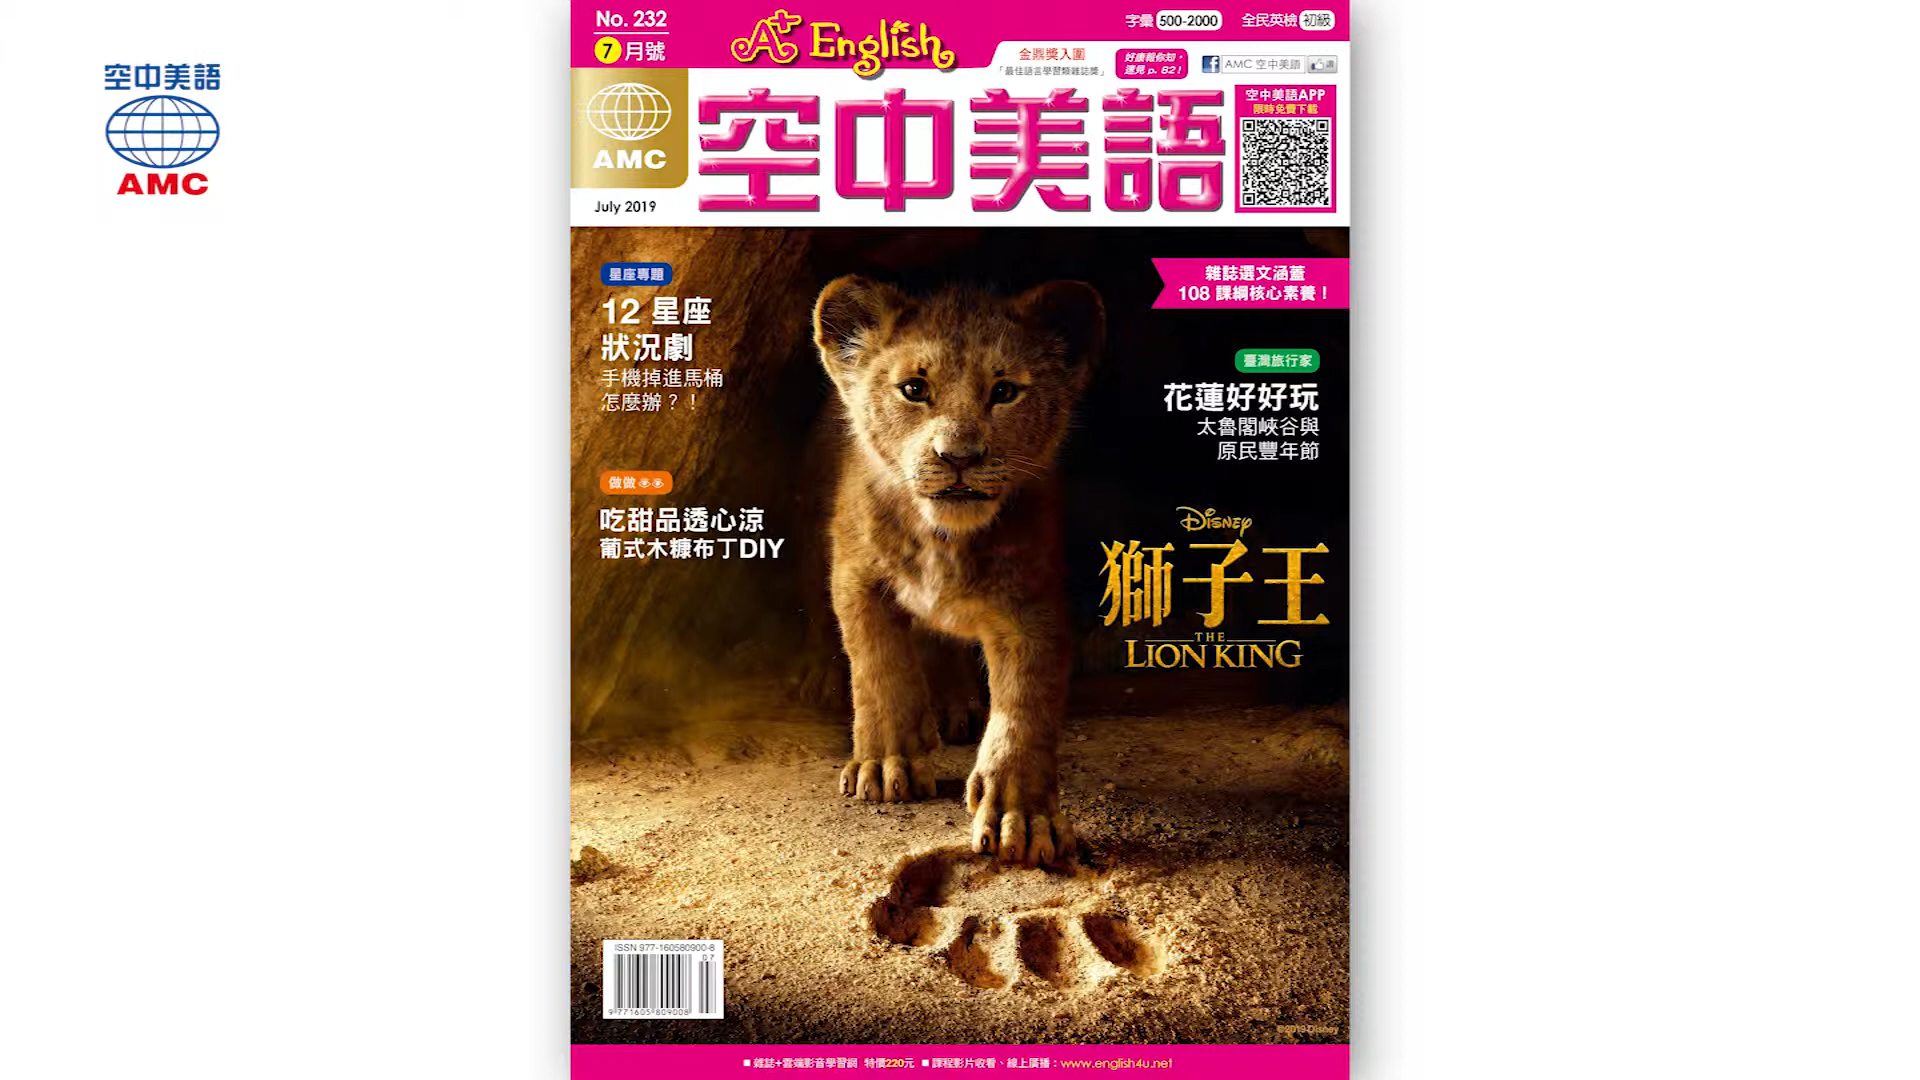 空中美語
AMC
No. 232
7月號
A+ English
字彙 500-2000
全民英檢 初級
金鼎獎入圍
「最佳語言學習類雜誌獎」
好康報你知,
速見 p. 82!
AMC 空中美語 讚
AMC
July 2019
空中美語
空中美語APP
限時免費下載
星座專題
12 星座
狀況劇
手機掉進馬桶
怎麼辦?!
做做
吃甜品透心涼
葡式木糠布丁DIY
雜誌選文涵蓋
108 課綱核心素養!
臺灣旅行家
花蓮好好玩
太魯閣峽谷與
原民豐年節
Disney
獅子王
THE
LION KING
ISSN 977-160580900-8
07
9 771605 809008
©2019 Disney
■ 雜誌+雲端影音學習網 特價220元 ■ 課程影片收看、線上廣播:www.english4u.net